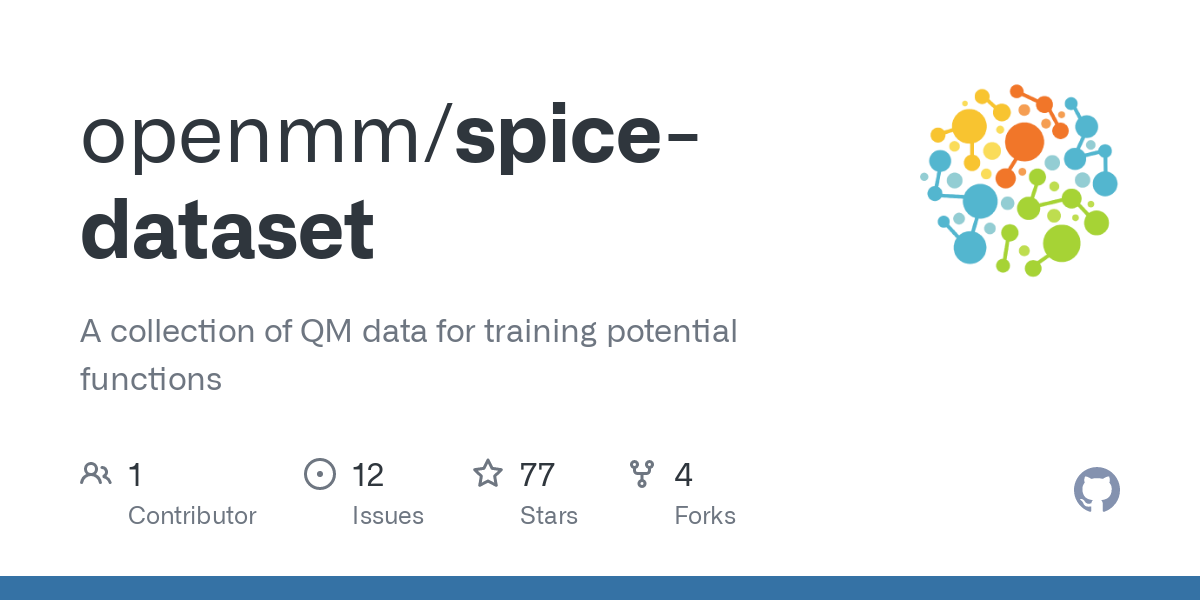 openmm/spice-
dataset
A collection of QM data for training potential
functions
1 12 77 4
Contributor Issues Stars Forks